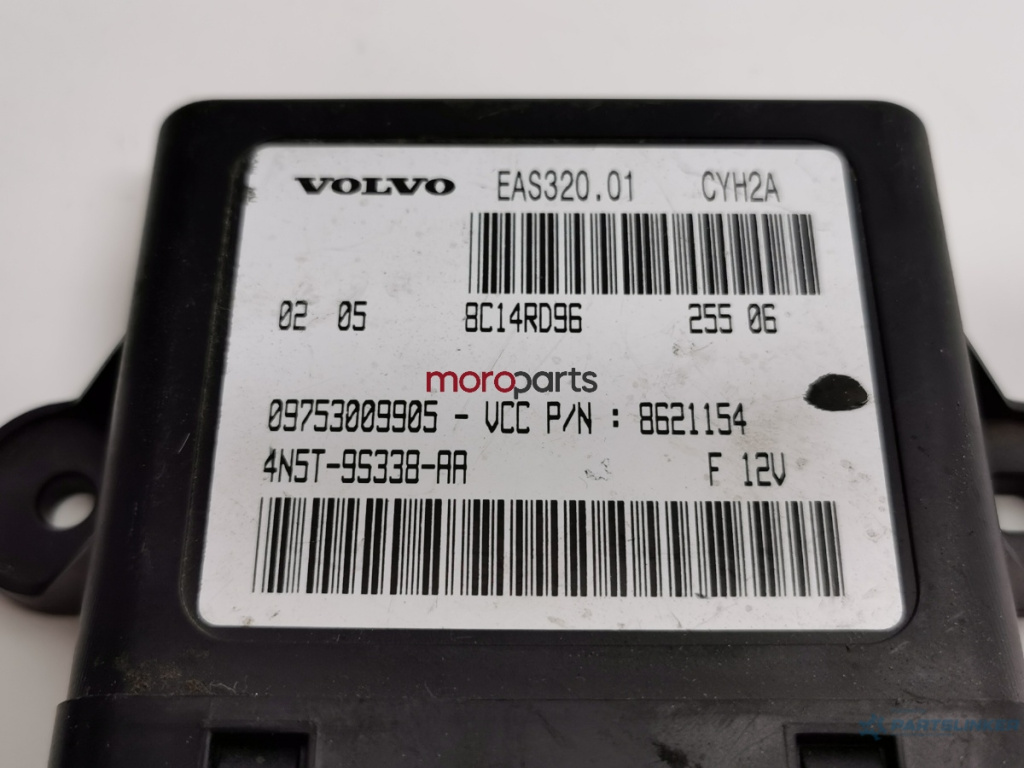 VOLVO EAS320.01 CYH2A
02 05 8C14RD96 255 06
moroparts
09753009905 - VCC P/N : 8621154
4N5T-9S338-AA F 12V